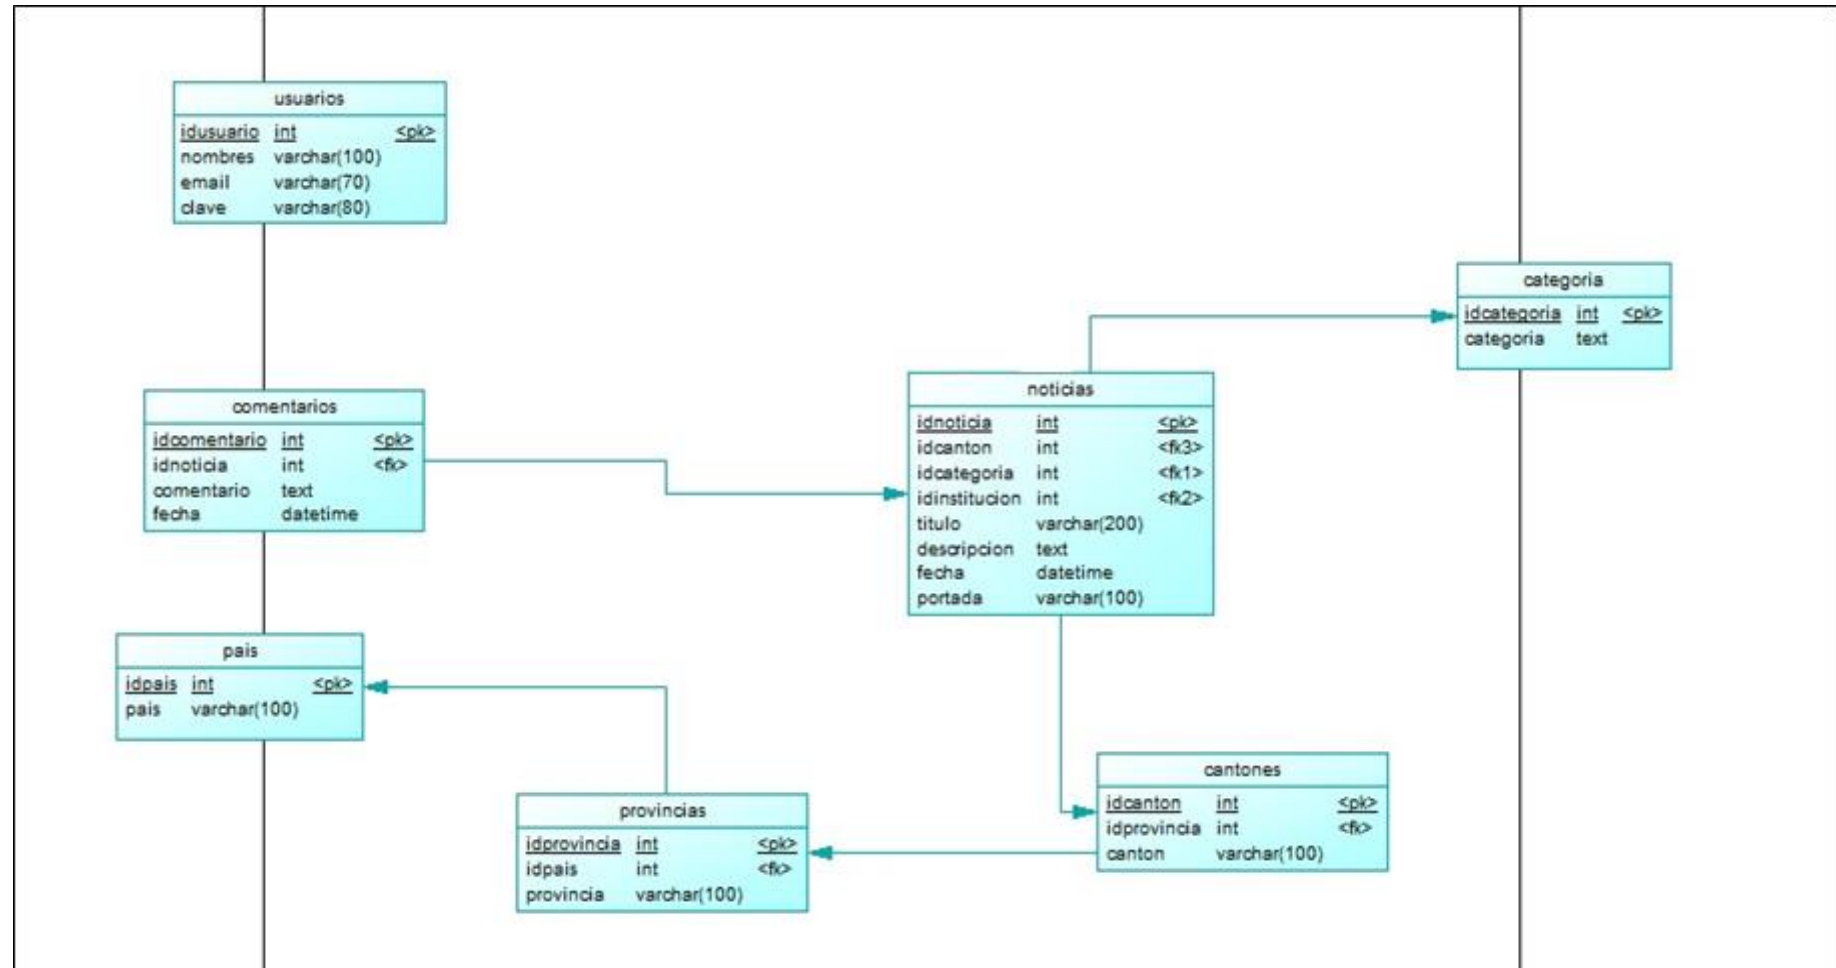 usuarios
idusuario int <pk>
nombres varchar(100)
email varchar(70)
clave varchar(80)
categoria
idcategoria int <pk>
categoria text
noticias
idnoticia int <pk>
idcanton int <fk3>
idcategoria int <fk1>
idinstitucion int <fk2>
titulo varchar(200)
descripcion text
fecha datetime
portada varchar(100)
comentarios
idcomentario int <pk>
idnoticia int <fk>
comentario text
fecha datetime
pais
idpais int <pk>
pais varchar(100)
provincias
idprovincia int <pk>
idpais int <fk>
provincia varchar(100)
cantones
idcanton int <pk>
idprovincia int <fk>
canton varchar(100)